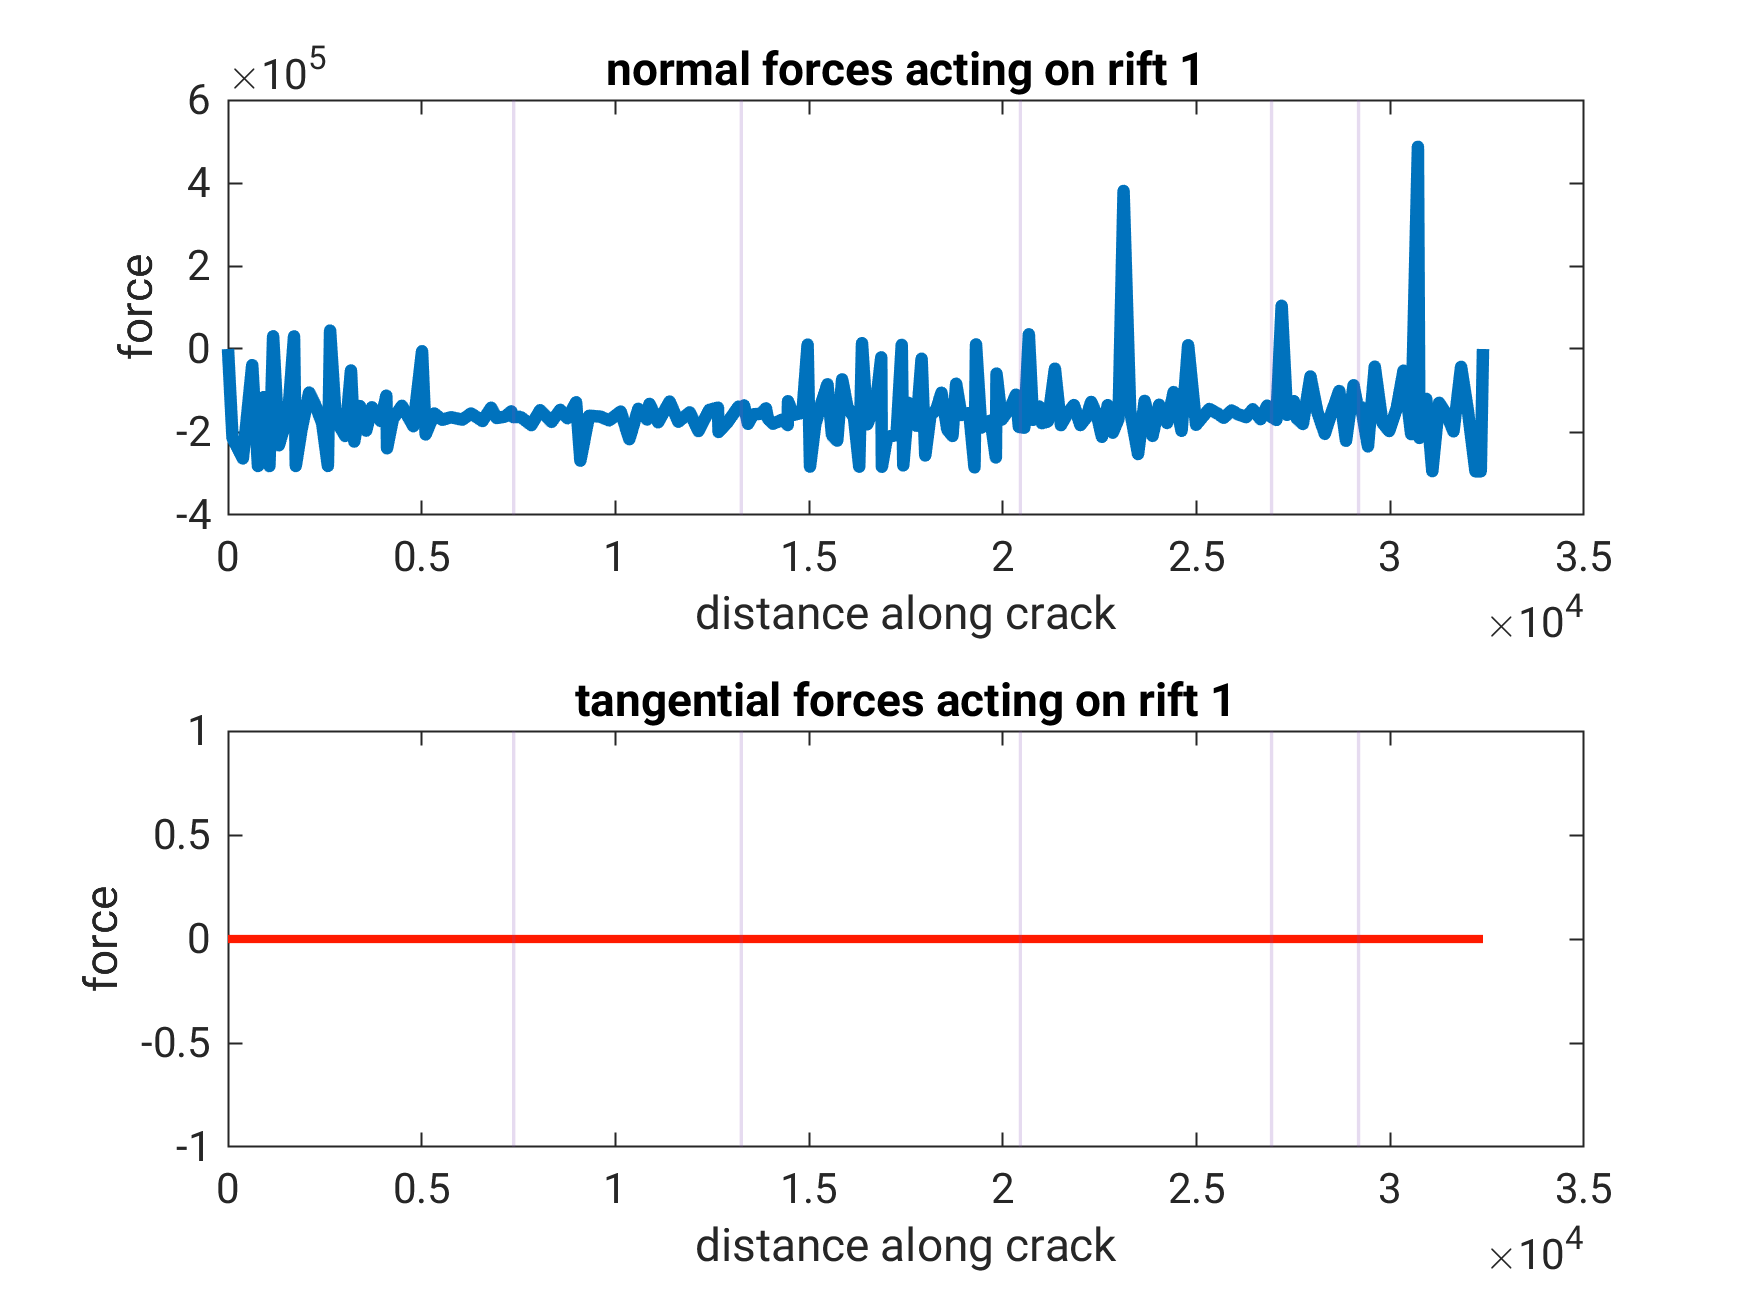 ×10^5
normal forces acting on rift 1
6
4
2
0
-2
-4
force
0 0.5 1 1.5 2 2.5 3 3.5
distance along crack
×10^4
tangential forces acting on rift 1
1
0.5
0
-0.5
-1
force
0 0.5 1 1.5 2 2.5 3 3.5
distance along crack
×10^4